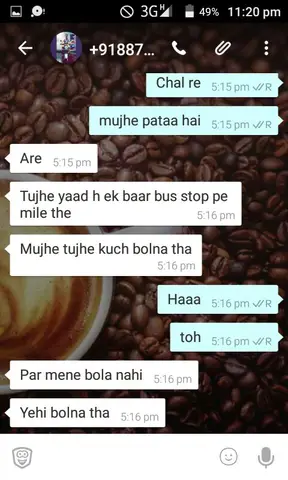 3G H 49% 11:20 pm
+91887...
Chal re 5:15 pm ✓✓R
mujhe pataa hai 5:15 pm ✓✓R
Are 5:15 pm
Tujhe yaad h ek baar bus stop pe
mile the 5:16 pm
Mujhe tujhe kuch bolna tha
5:16 pm
Haaa 5:16 pm ✓✓R
toh 5:16 pm ✓✓R
Par mene bola nahi 5:16 pm
Yehi bolna tha 5:16 pm